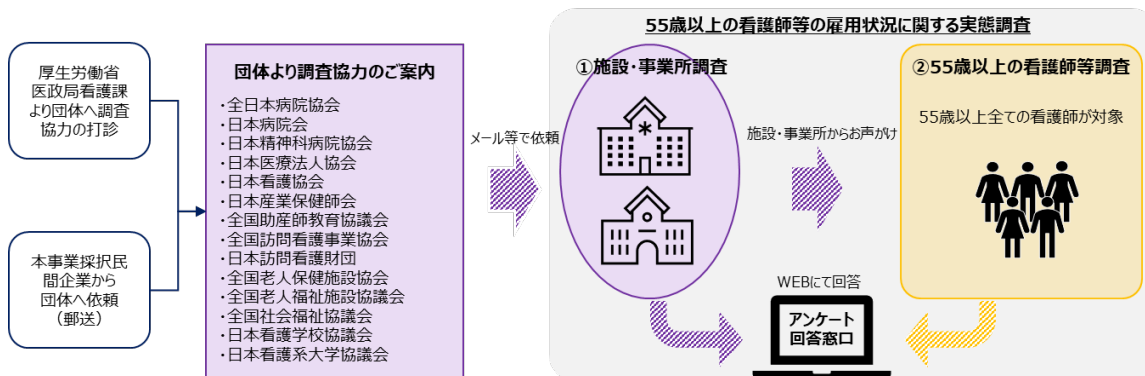 厚生労働省
医政局看護課
より団体へ調査
協力の打診
本事業採択民
間企業から
団体へ依頼
（郵送）
団体より調査協力のご案内
・全日本病院協会
・日本病院会
・日本精神科病院協会
・日本医療法人協会
・日本看護協会
・日本産業保健師会
・全国助産師教育協議会
・全国訪問看護事業協会
・日本訪問看護財団
・全国老人保健施設協会
・全国老人福祉施設協議会
・全国社会福祉協議会
・日本看護学校協議会
・日本看護系大学協議会
メール等で依頼
55歳以上の看護師等の雇用状況に関する実態調査
①施設・事業所調査
施設・事業所からお声がけ
②55歳以上の看護師等調査
55歳以上全ての看護師が対象
WEBにて回答
アンケート
回答窓口